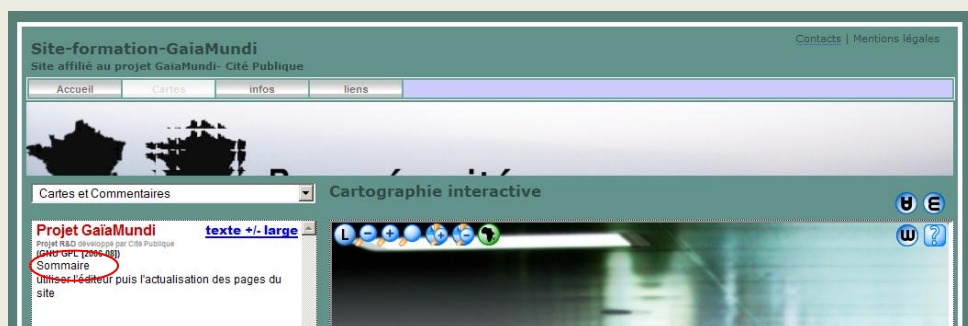 Contacts | Mentions légales
Site-formation-GaiaMundi
Site affilié au projet GaiaMundi- Cité Publique
Accueil
Cartes
infos
liens
Cartes et Commentaires
Cartographie interactive
Projet GaïaMundi
texte +/- large
Projet R&D développé par Cité Publique
(GNU GPL [2006-08])
Sommaire
utiliser l'éditeur puis l'actualisation des pages du
site
L
W ?